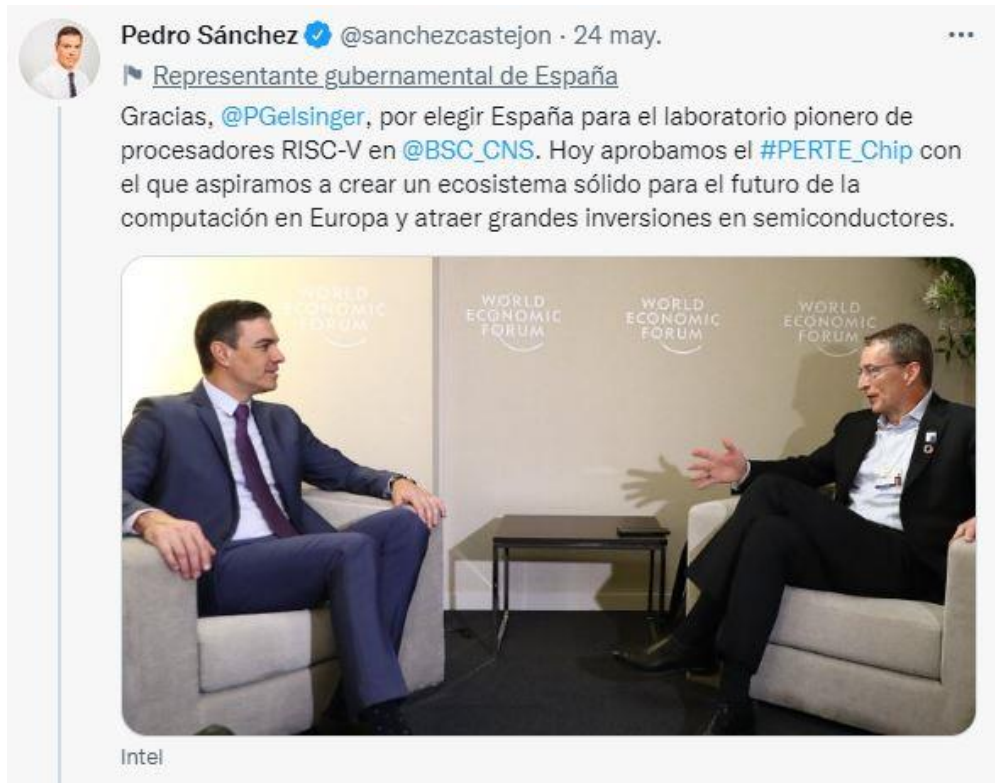 Pedro Sánchez @sanchezcastejon · 24 may.
Representante gubernamental de España
Gracias, @PGelsinger, por elegir España para el laboratorio pionero de
procesadores RISC-V en @BSC_CNS. Hoy aprobamos el #PERTE_Chip con
el que aspiramos a crear un ecosistema sólido para el futuro de la
computación en Europa y atraer grandes inversiones en semiconductores.
WORLD
ECONOMIC
FORUM
WORLD
ECONOMIC
FORUM
WORLD
ECONOMIC
FORUM
WORLD
ECONOMIC
FORUM
Intel